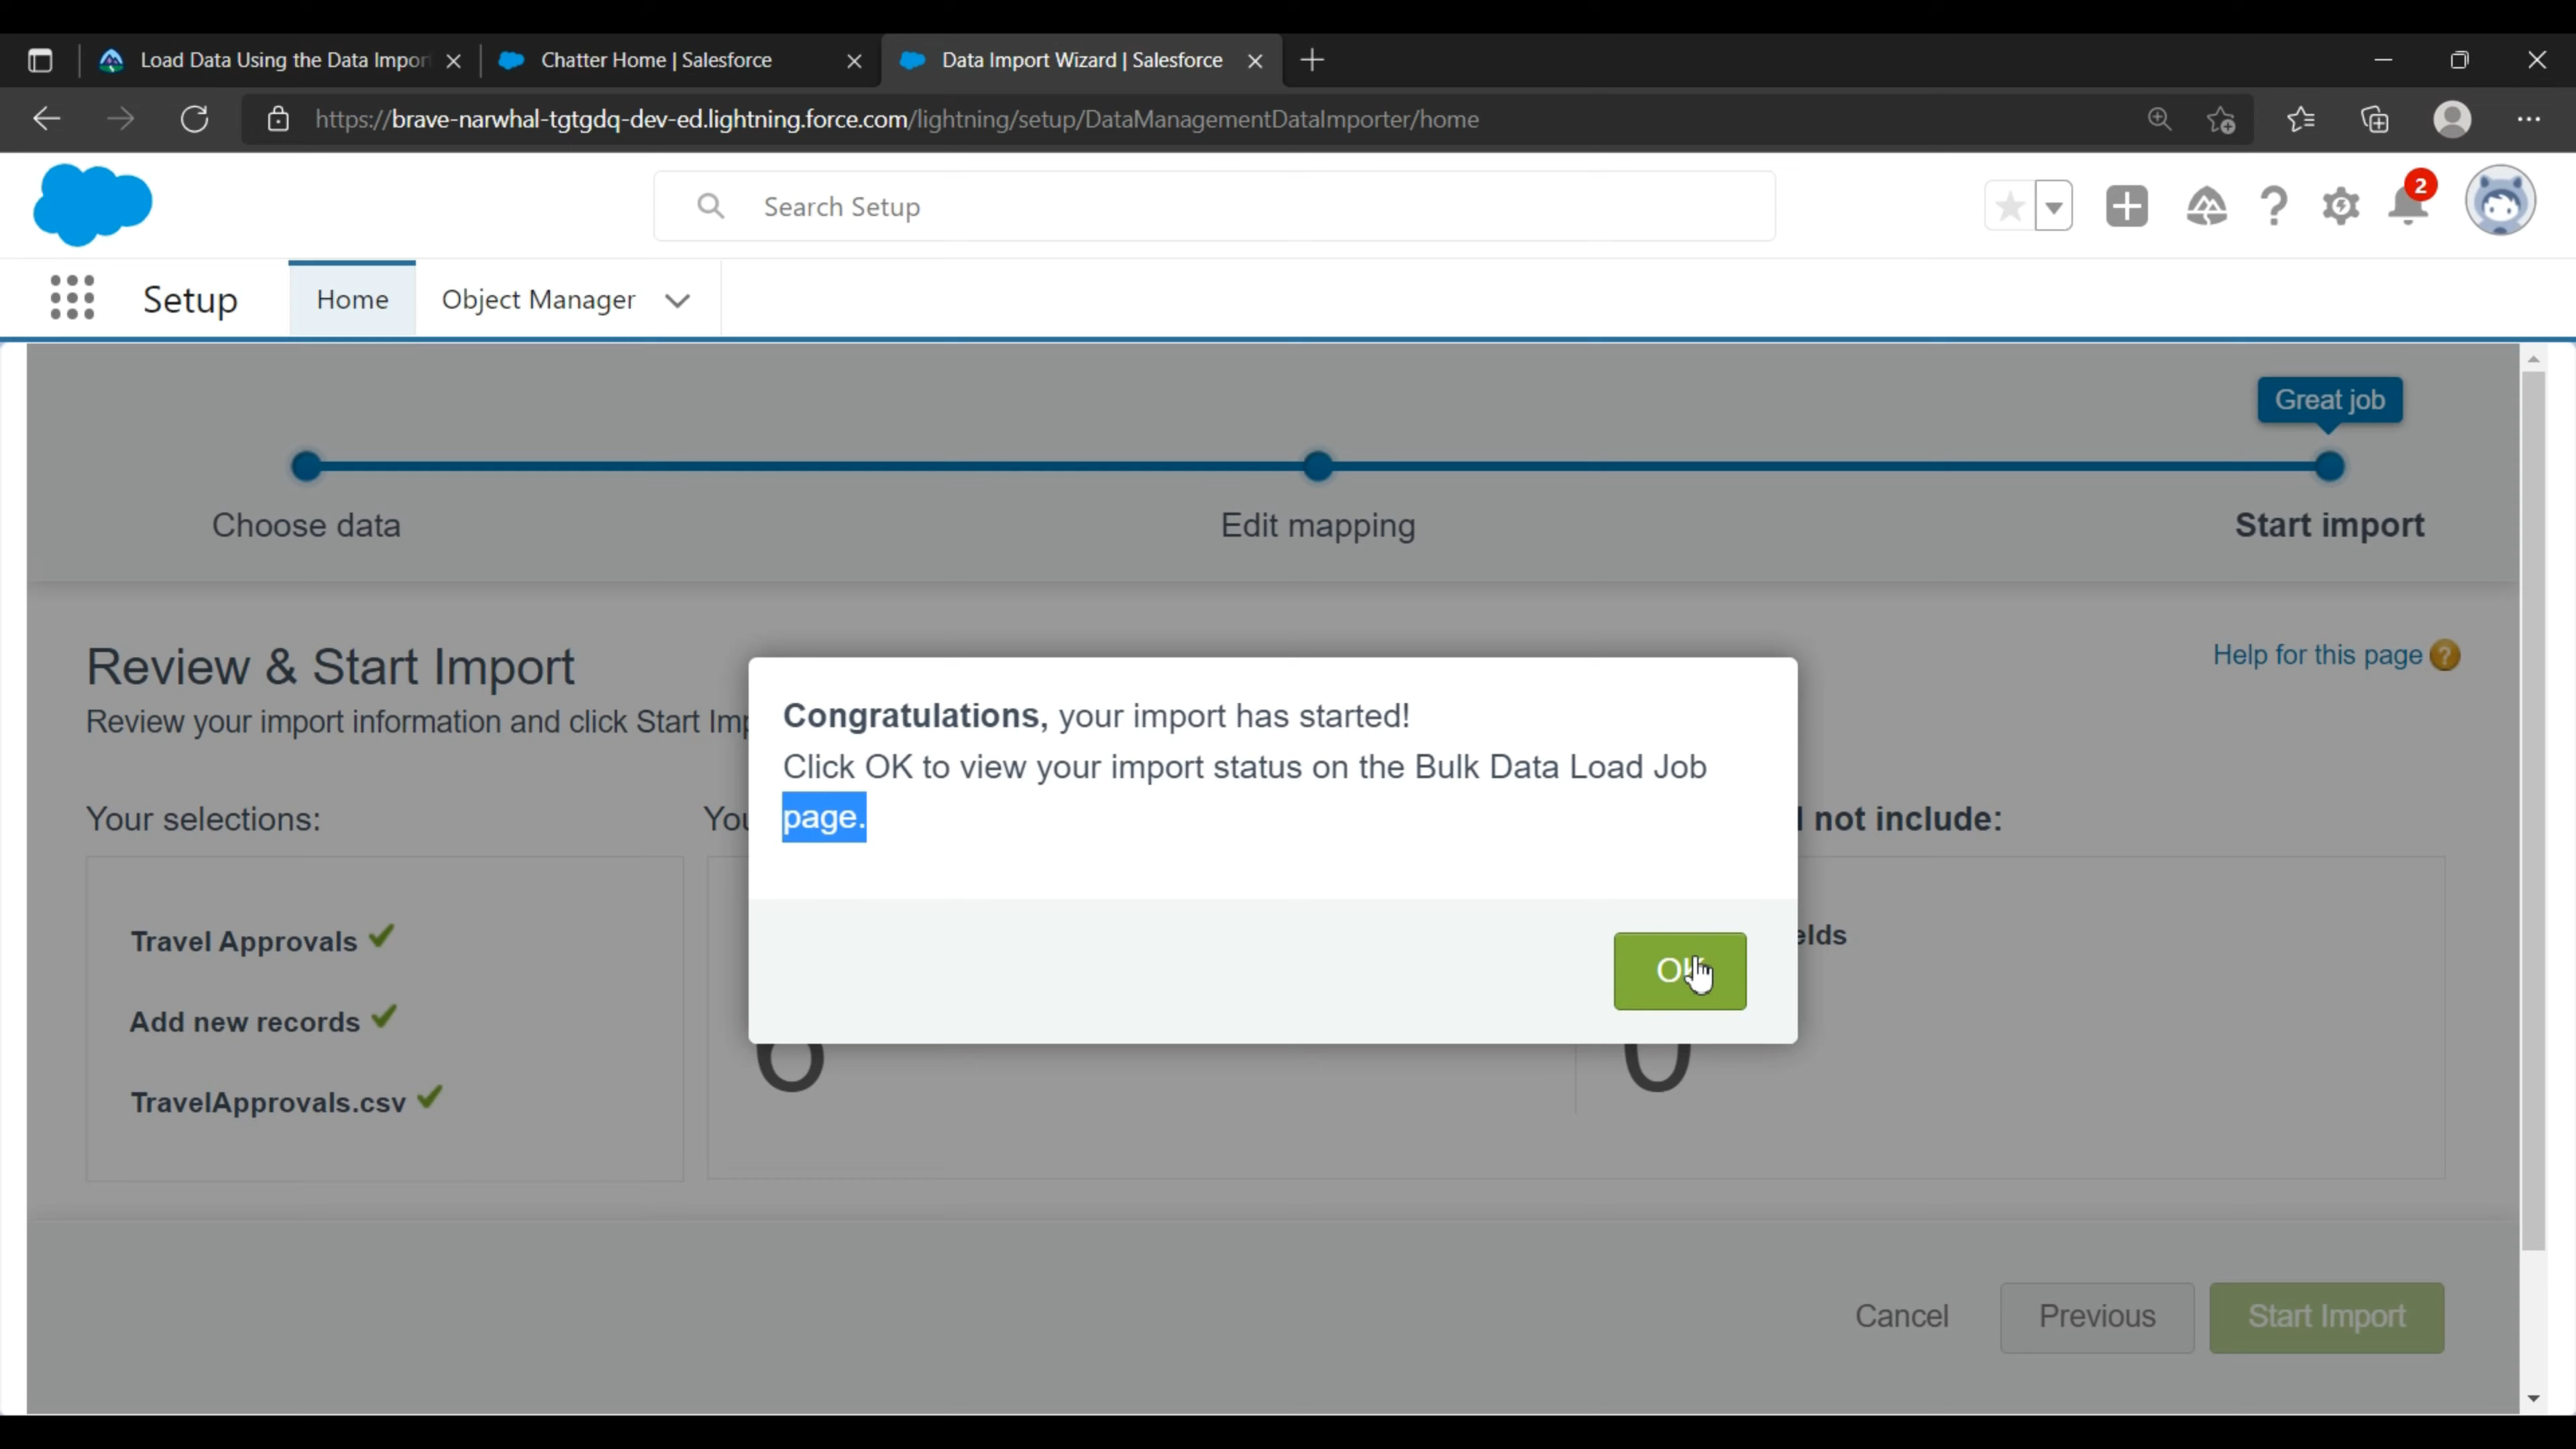 Load Data Using the Data Impor
Chatter Home | Salesforce
Data Import Wizard | Salesforce
https://brave-narwhal-tgtgdq-dev-ed.lightning.force.com/lightning/setup/DataManagementDataImporter/home
Search Setup
2
Setup
Home
Object Manager
Great job
Choose data
Edit mapping
Start import
Review & Start Import
Help for this page ?
Review your import information and click Start Imp
Congratulations, your import has started!
Click OK to view your import status on the Bulk Data Load Job
page.
Your selections:
You
not include:
Travel Approvals
Add new records
TravelApprovals.csv
elds
OK
6
0
Cancel
Previous
Start Import